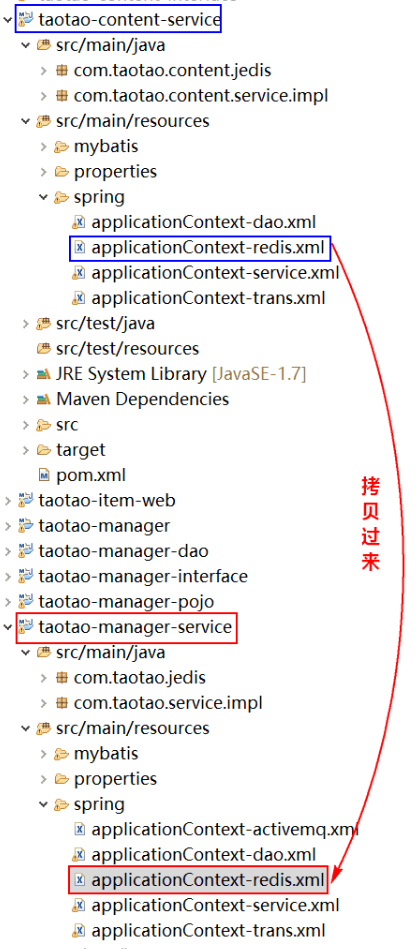 taotao-content-service
src/main/java
com.taotao.content.jedis
com.taotao.content.service.impl
src/main/resources
mybatis
properties
spring
applicationContext-dao.xml
applicationContext-redis.xml
applicationContext-service.xml
applicationContext-trans.xml
src/test/java
src/test/resources
JRE System Library [JavaSE-1.7]
Maven Dependencies
src
target
pom.xml
拷贝过来
taotao-item-web
taotao-manager
taotao-manager-dao
taotao-manager-interface
taotao-manager-pojo
taotao-manager-service
src/main/java
com.taotao.jedis
com.taotao.service.impl
src/main/resources
mybatis
properties
spring
applicationContext-activemq.xml
applicationContext-dao.xml
applicationContext-redis.xml
applicationContext-service.xml
applicationContext-trans.xml